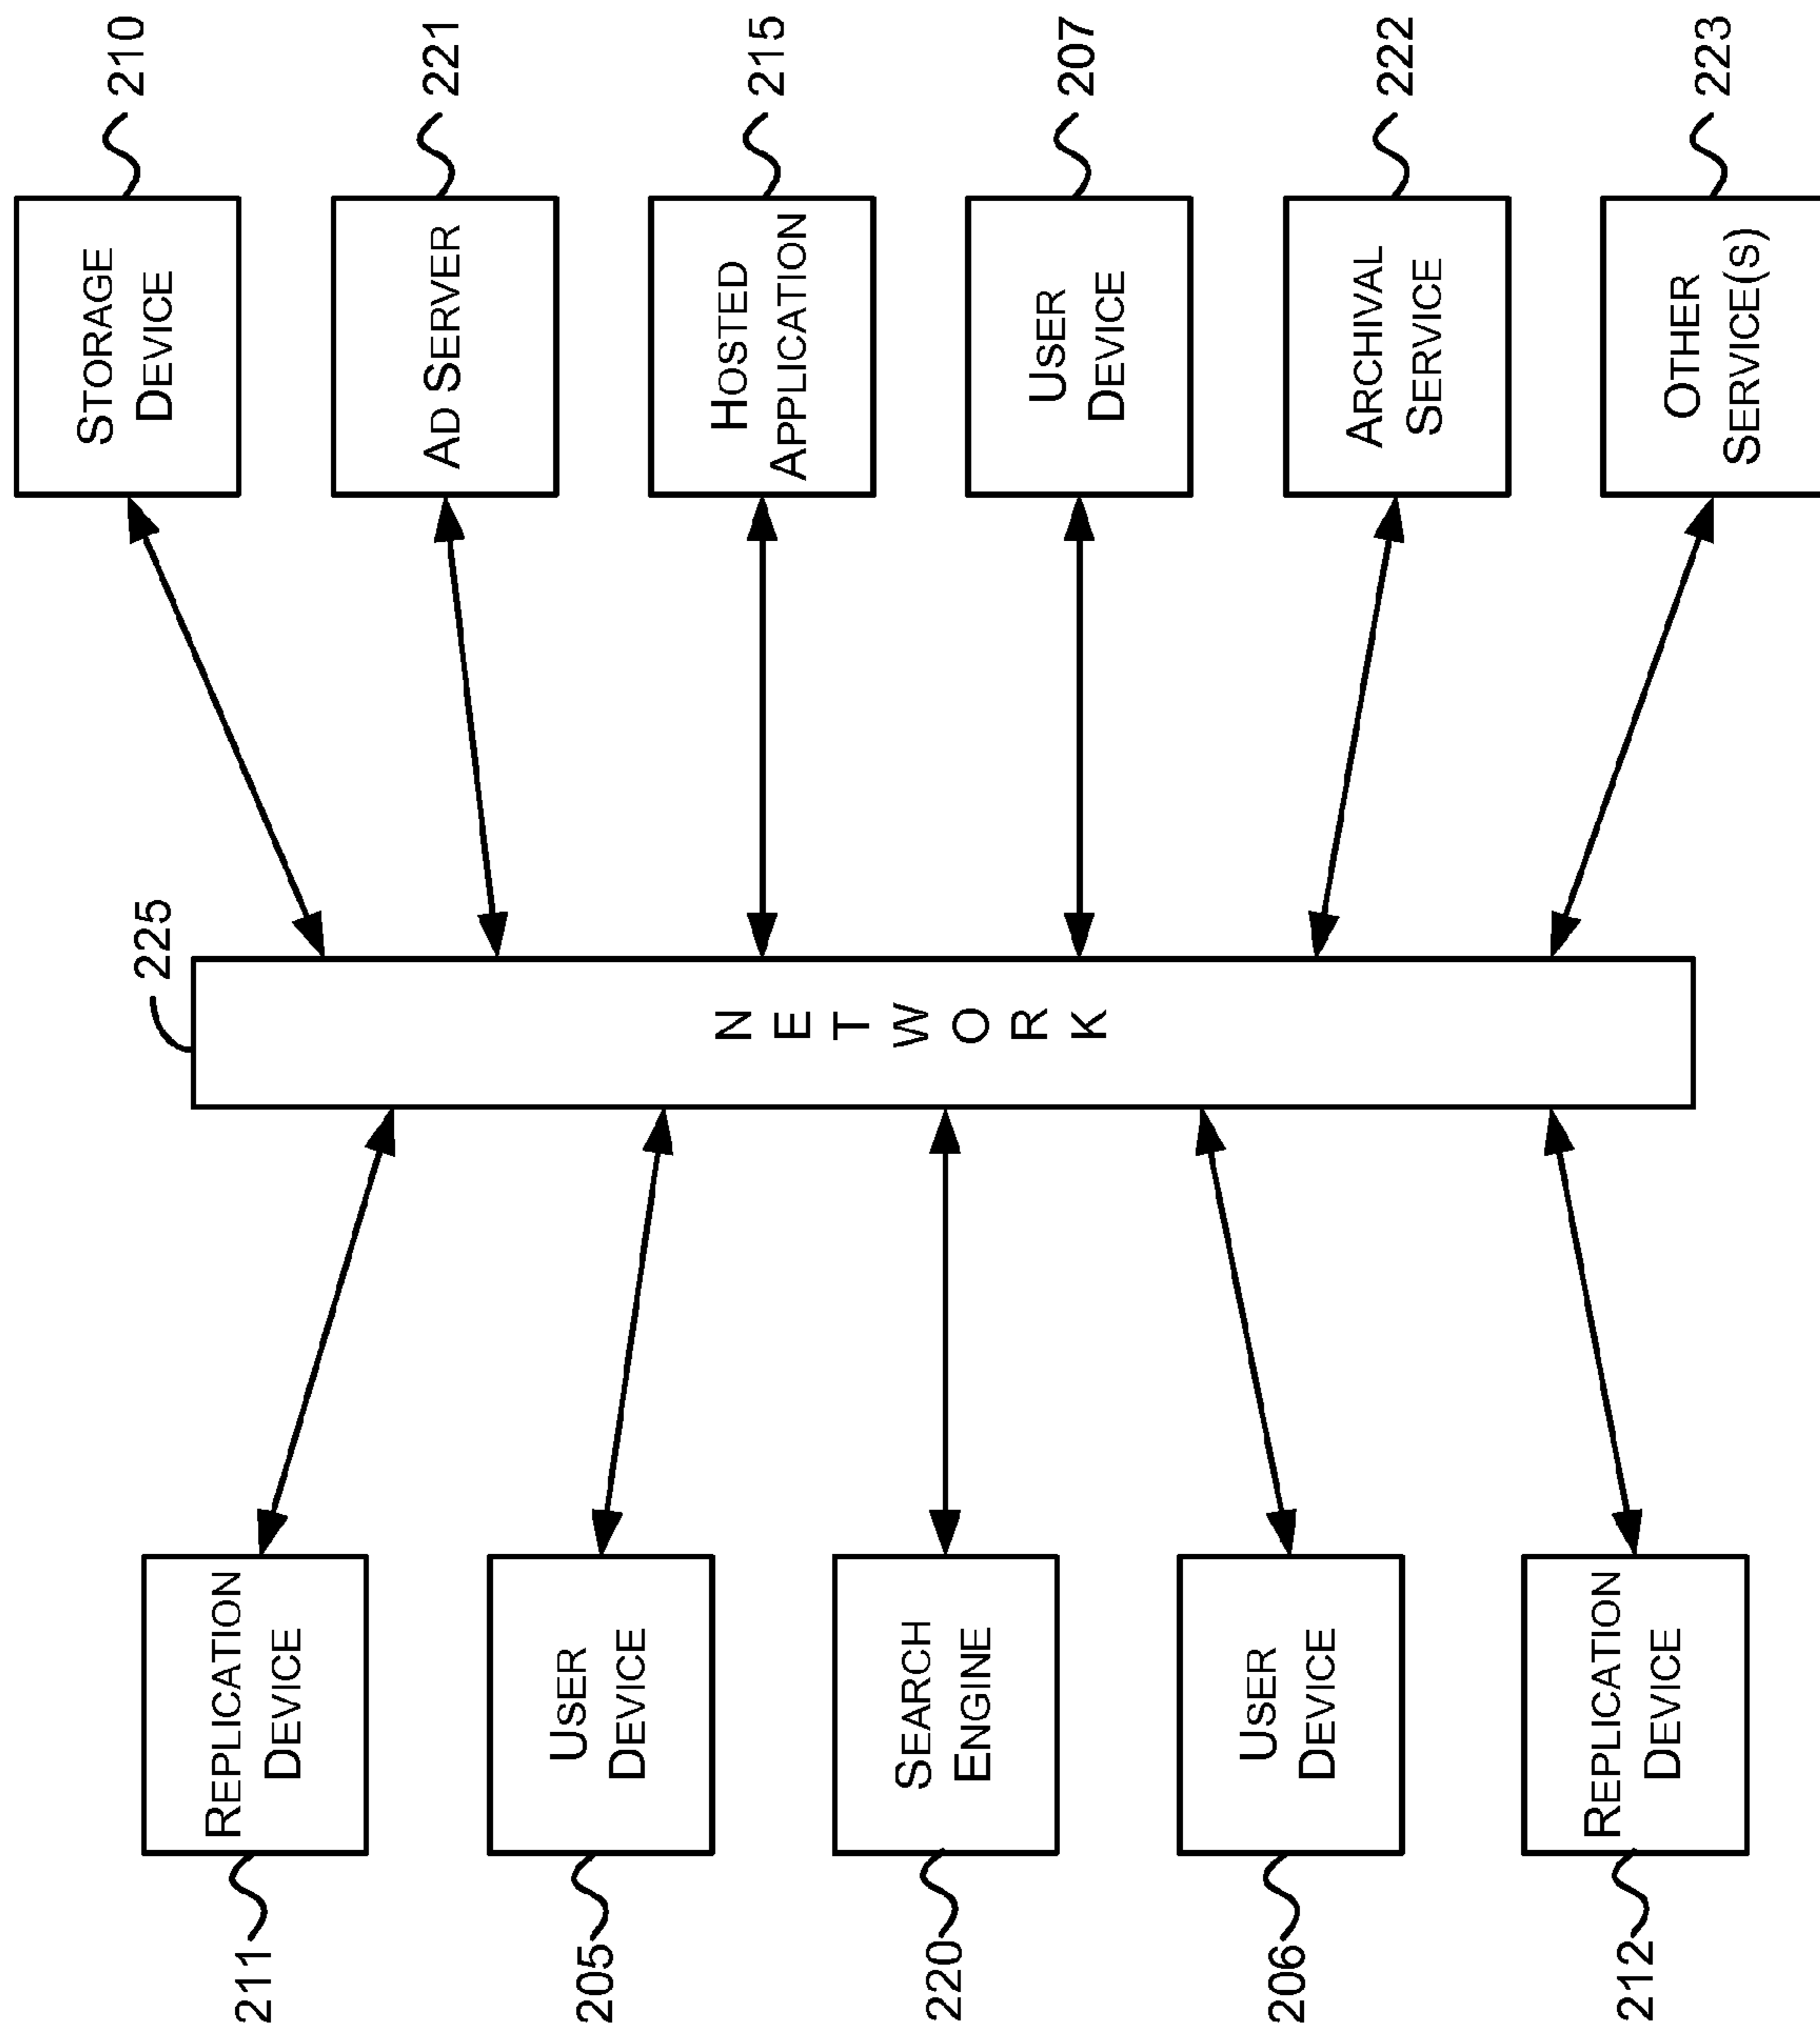 211
REPLICATION
DEVICE
205
USER
DEVICE
220
SEARCH
ENGINE
206
USER
DEVICE
212
REPLICATION
DEVICE
225
N
E
T
W
O
R
K
STORAGE
DEVICE
210
AD SERVER
221
HOSTED
APPLICATION
215
USER
DEVICE
207
ARCHIVAL
SERVICE
222
OTHER
SERVICE(S)
223